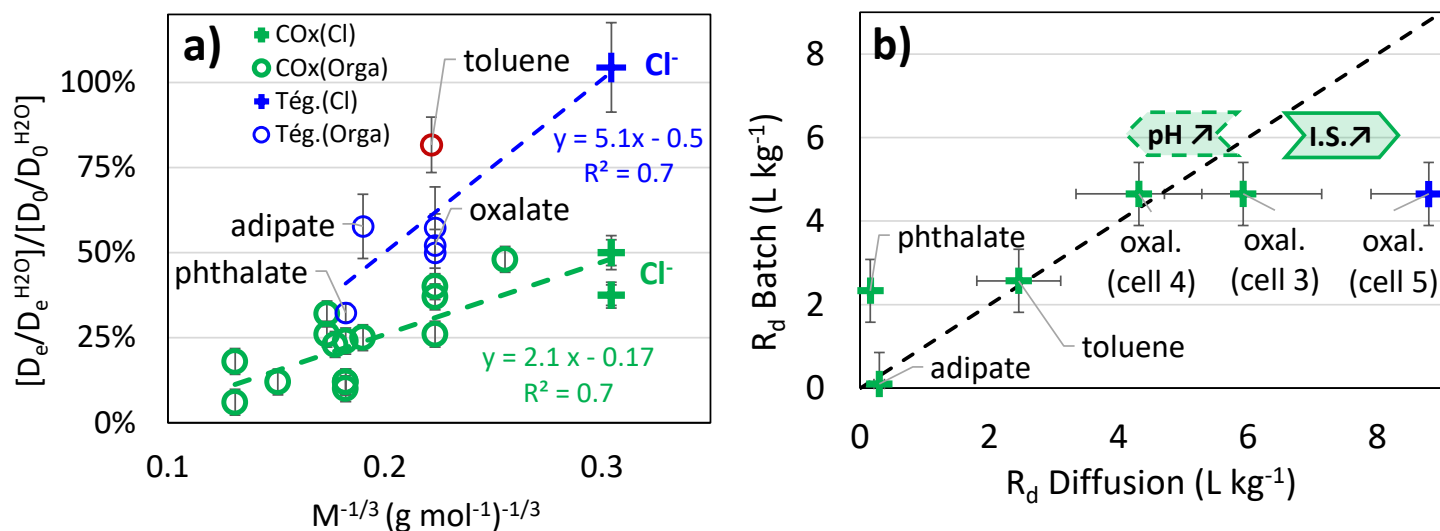 a)
COx(Cl)
COx(Orga)
Tég.(Cl)
Tég.(Orga)
toluene
Cl⁻
y = 5.1x - 0.5
R² = 0.7
adipate
oxalate
phthalate
Cl⁻
y = 2.1 x - 0.17
R² = 0.7
100%
75%
50%
25%
0%
0.1 0.2 0.3
[Dₑ/Dₑ^H2O]/[D₀/D₀^H2O]
M⁻¹/³ (g mol⁻¹)⁻¹/³
b)
pH ↗
I.S.↗
phthalate
oxal.
(cell 4)
oxal.
(cell 3)
oxal.
(cell 5)
toluene
adipate
8
6
4
2
0
0 2 4 6 8
R_d Batch (L kg⁻¹)
R_d Diffusion (L kg⁻¹)